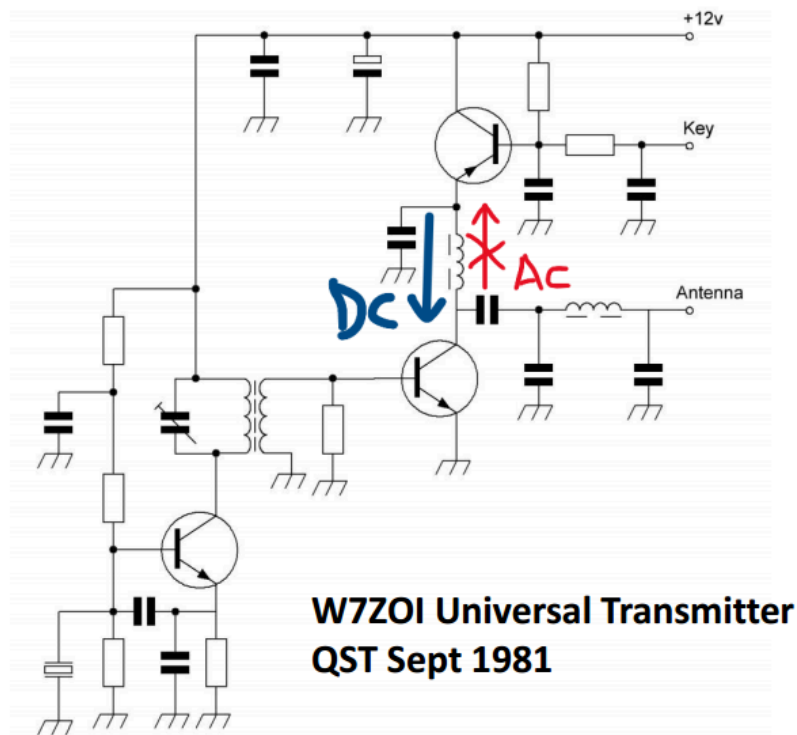 +12v
Key
DC
AC
Antenna
W7ZOI Universal Transmitter
QST Sept 1981